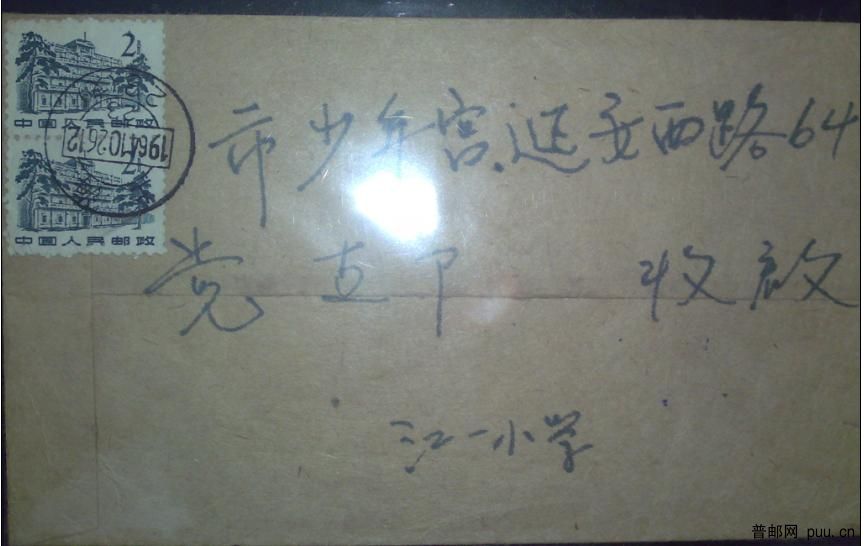 2
中国人民邮政
1964.10.26.12
2
中国人民邮政
市少年宫.延安西路64
党支卩 收启
江一小学
普邮网 puu.cn